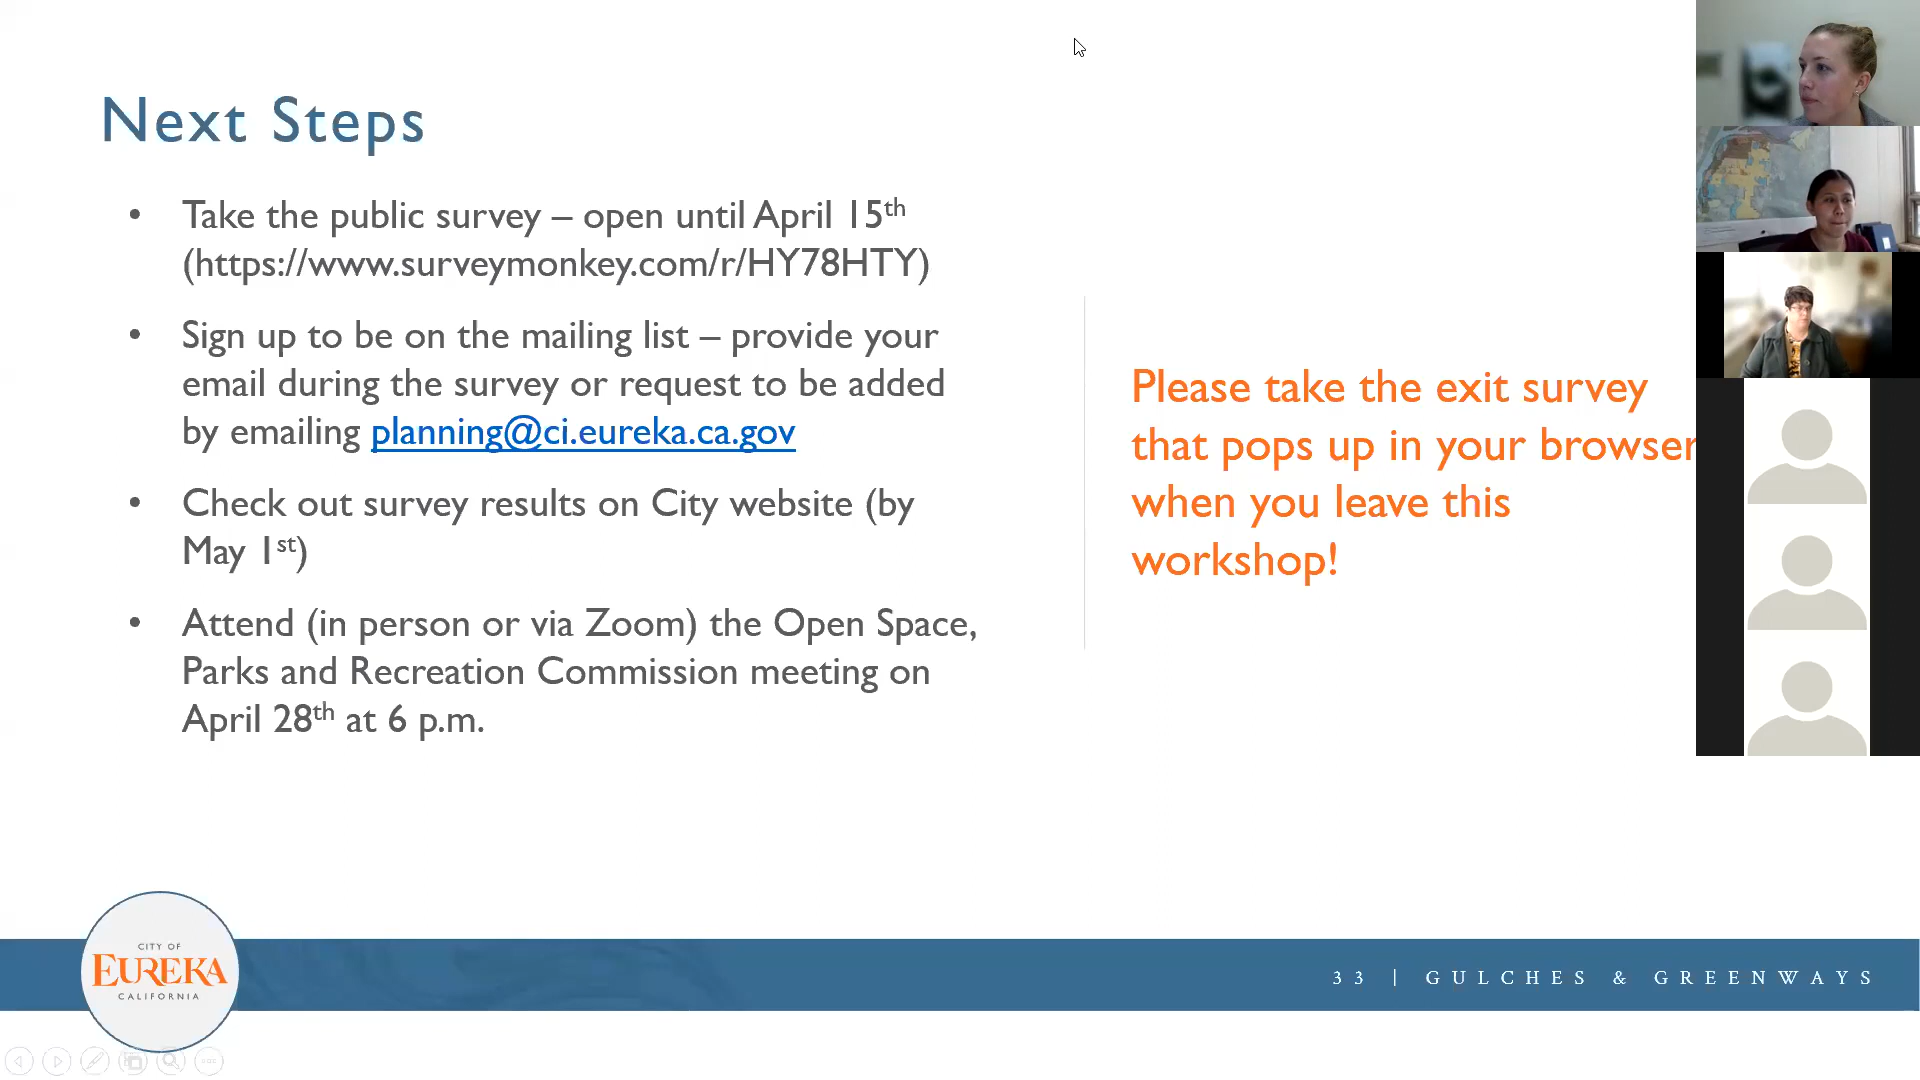 Next Steps
• Take the public survey – open until April 15th
(https://www.surveymonkey.com/r/HY78HTY)
• Sign up to be on the mailing list – provide your
email during the survey or request to be added
by emailing planning@ci.eureka.ca.gov
• Check out survey results on City website (by
May 1st)
• Attend (in person or via Zoom) the Open Space,
Parks and Recreation Commission meeting on
April 28th at 6 p.m.
Please take the exit survey
that pops up in your browser
when you leave this
workshop!
CITY OF
EUREKA
CALIFORNIA
33 | GULCHES & GREENWAYS